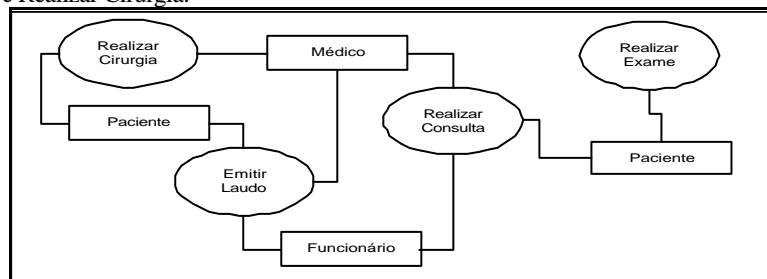 e Realizar Cirurgia.
Realizar
Cirurgia
Médico
Realizar
Exame
Paciente
Realizar
Consulta
Paciente
Emitir
Laudo
Funcionário